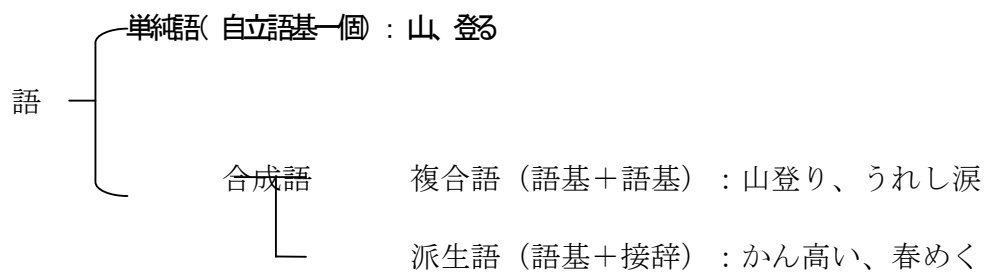 単純語(自立語基一個):山、登る
語
合成語 複合語(語基+語基):山登り、うれし涙
派生語(語基+接辞):かん高い、春めく